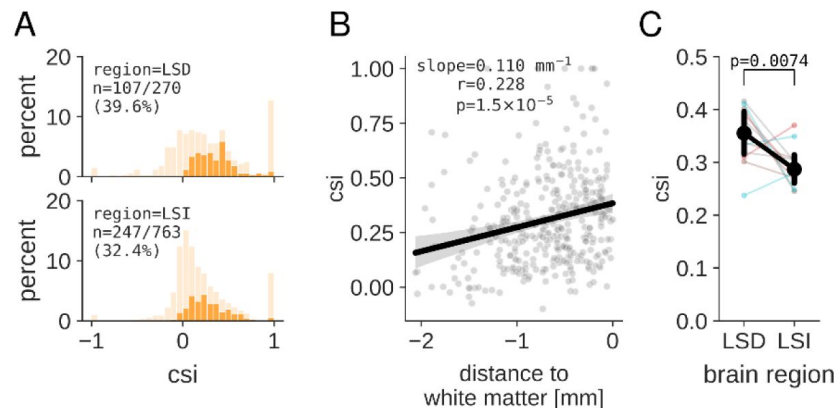 A
percent
20
10
0
region=LSD
n=107/270
(39.6%)
percent
20
10
0
region=LSI
n=247/763
(32.4%)
−1
0
1
csi
B
csi
1.00
0.75
0.50
0.25
0.00
slope=0.110 mm⁻¹
r=0.228
p=1.5×10⁻⁵
−2
−1
0
distance to
white matter [mm]
C
p=0.0074
csi
0.5
0.4
0.3
0.2
0.1
0.0
LSD LSI
brain region